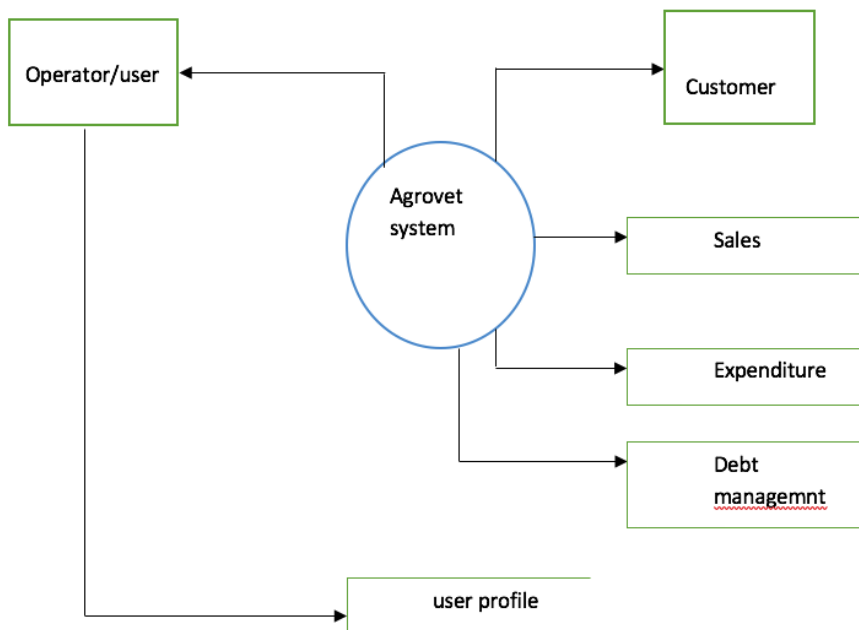 Operator/user
Customer
Agrovet
system
Sales
Expenditure
Debt
managemnt
user profile